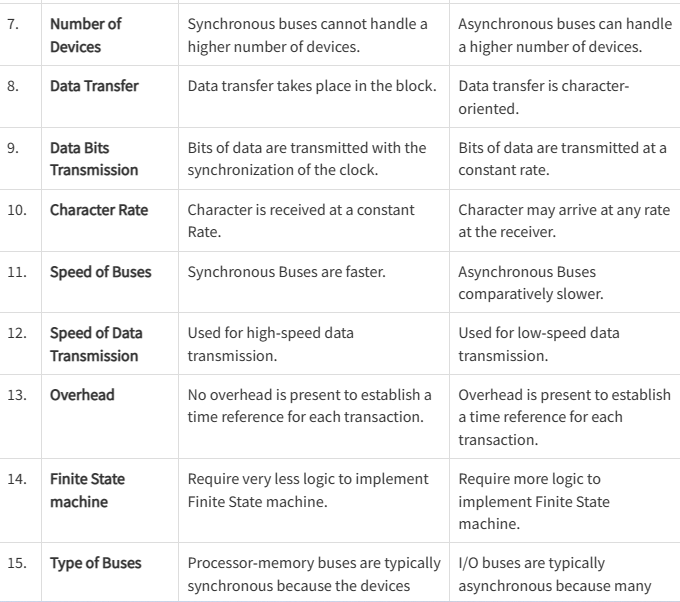 7.
Number of
Devices
Synchronous buses cannot handle a
higher number of devices.
Asynchronous buses can handle
a higher number of devices.
8.
Data Transfer
Data transfer takes place in the block.
Data transfer is character-
oriented.
9.
Data Bits
Transmission
Bits of data are transmitted with the
synchronization of the clock.
Bits of data are transmitted at a
constant rate.
10.
Character Rate
Character is received at a constant
Rate.
Character may arrive at any rate
at the receiver.
11.
Speed of Buses
Synchronous Buses are faster.
Asynchronous Buses
comparatively slower.
12.
Speed of Data
Transmission
Used for high-speed data
transmission.
Used for low-speed data
transmission.
13.
Overhead
No overhead is present to establish a
time reference for each transaction.
Overhead is present to establish
a time reference for each
transaction.
14.
Finite State
machine
Require very less logic to implement
Finite State machine.
Require more logic to
implement Finite State
machine.
15.
Type of Buses
Processor-memory buses are typically
synchronous because the devices
I/O buses are typically
asynchronous because many